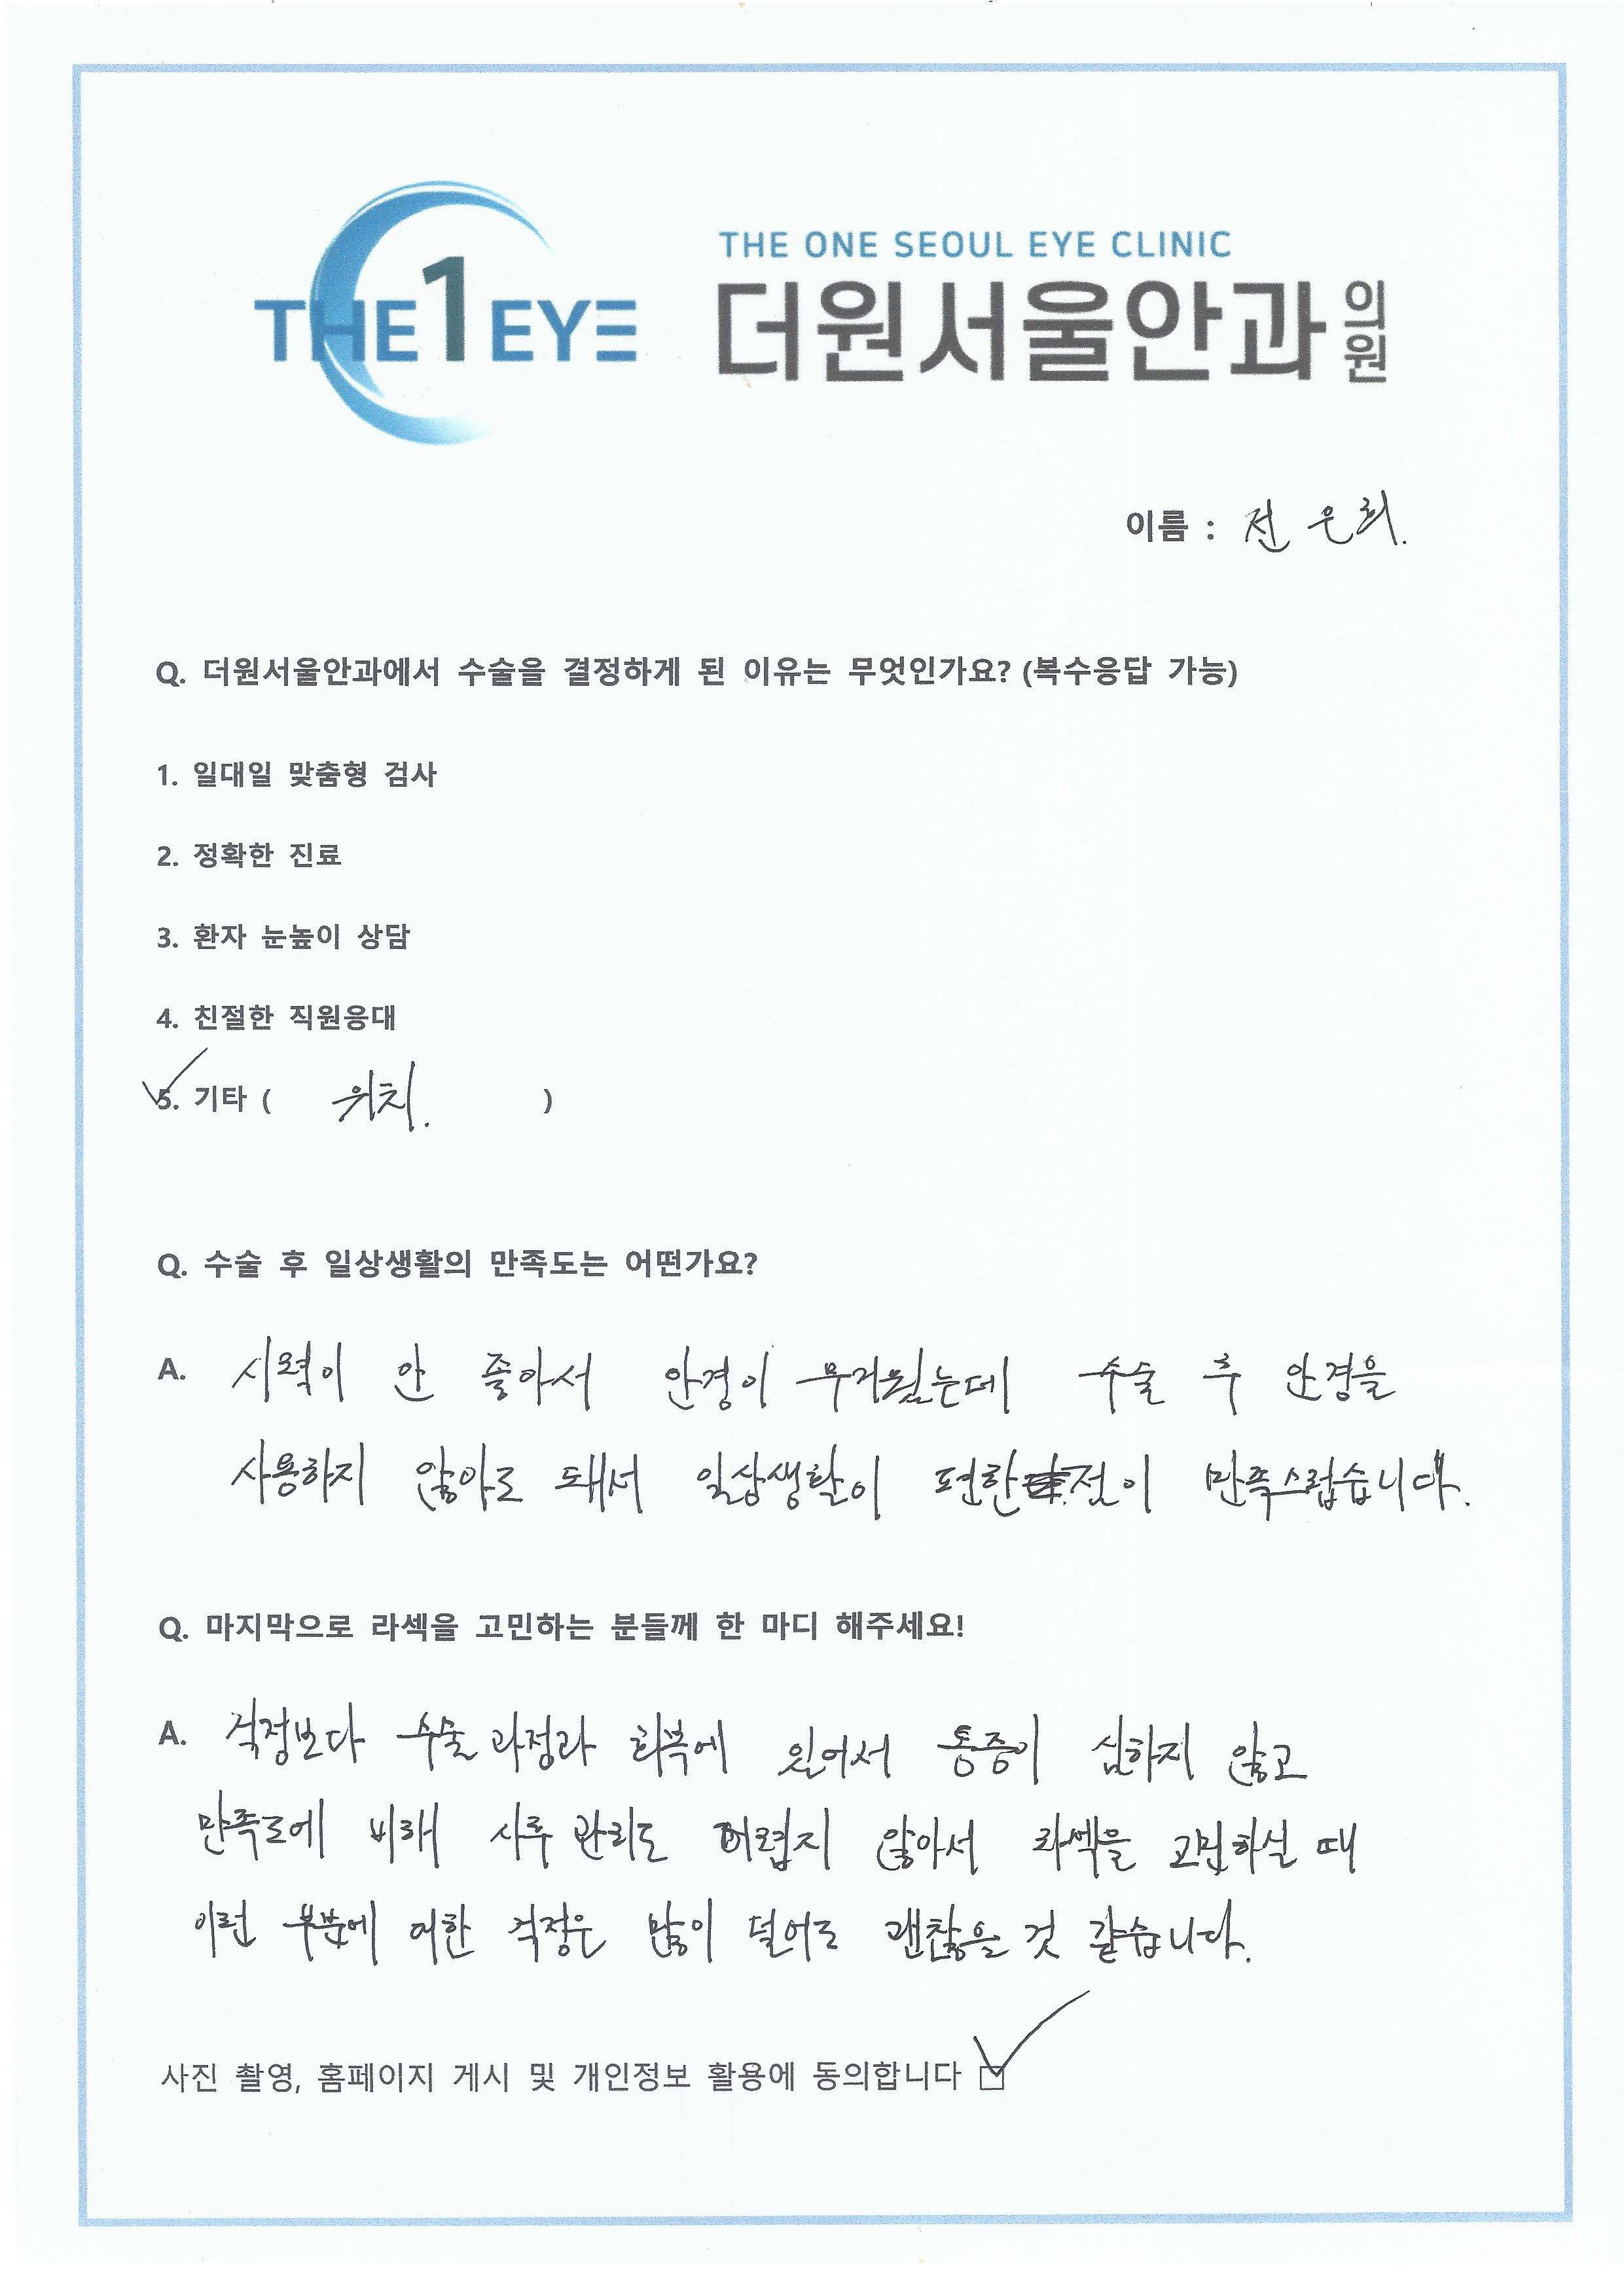 THE1EYE
THE ONE SEOUL EYE CLINIC
더원서울안과의원
이름 : 전은희.
Q. 더원서울안과에서 수술을 결정하게 된 이유는 무엇인가요? (복수응답 가능)
1. 일대일 맞춤형 검사
2. 정확한 진료
3. 환자 눈높이 상담
4. 친절한 직원응대
5. 기타 ( 위치. )
Q. 수술 후 일상생활의 만족도는 어떤가요?
A. 시력이 안 좋아서 안경이 무거웠는데 수술 후 안경을
사용하지 않아도 돼서 일상생활이 편한 점이 만족스럽습니다.
Q. 마지막으로 라섹을 고민하는 분들께 한 마디 해주세요!
A. 걱정보다 수술 과정과 회복에 있어서 통증이 심하지 않고
만족도에 비해 사후 관리도 어렵지 않아서 라섹을 고민하실 때
이런 부분에 대한 걱정은 많이 덜어도 괜찮을 것 같습니다.
사진 촬영, 홈페이지 게시 및 개인정보 활용에 동의합니다